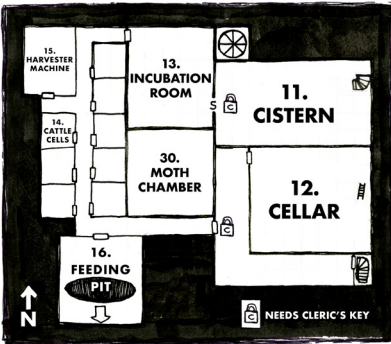 15.
HARVESTER
MACHINE
13.
INCUBATION
ROOM
S
C
11.
CISTERN
14.
CATTLE
CELLS
30.
MOTH
CHAMBER
12.
CELLAR
C
16.
FEEDING
PIT
N
C
NEEDS CLERIC'S KEY